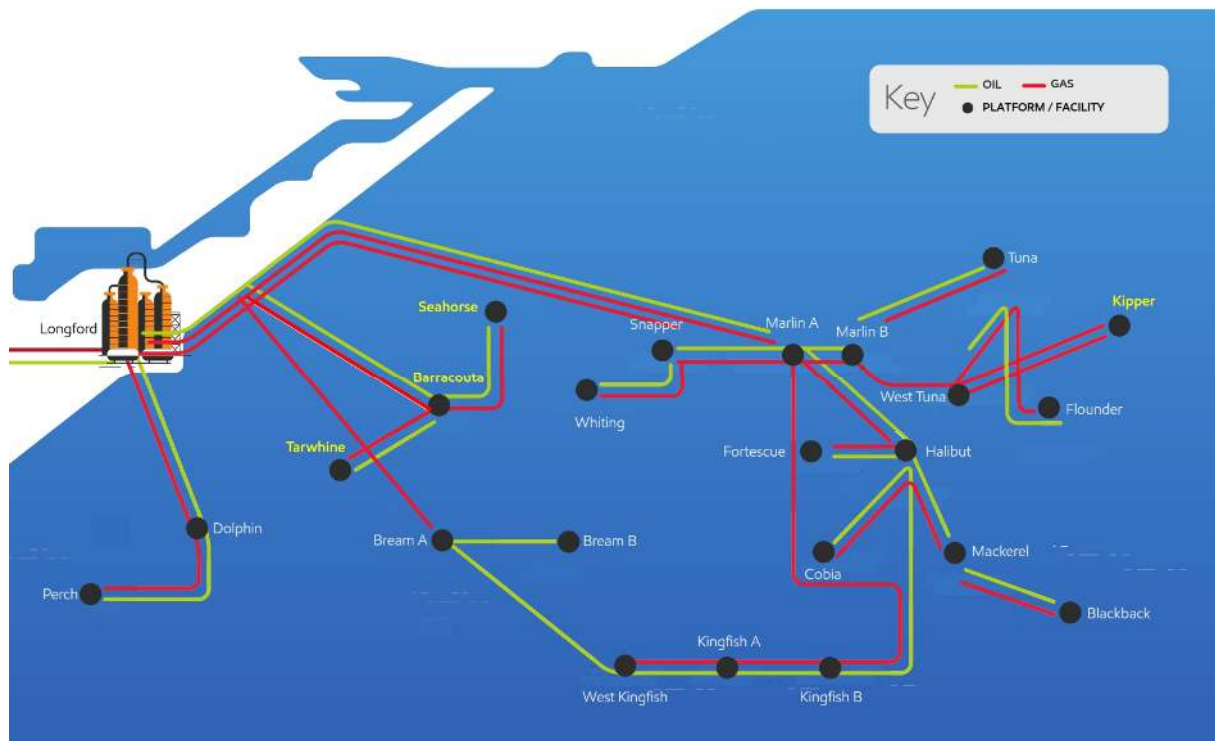 Key
OIL
GAS
PLATFORM / FACILITY
Tuna
Kipper
Longford
Seahorse
Snapper
Marlin A
Marlin B
Barracouta
West Tuna
Flounder
Whiting
Tarwhine
Fortescue
Halibut
Dolphin
Bream A
Bream B
Mackerel
Cobia
Perch
Blackback
Kingfish A
West Kingfish
Kingfish B